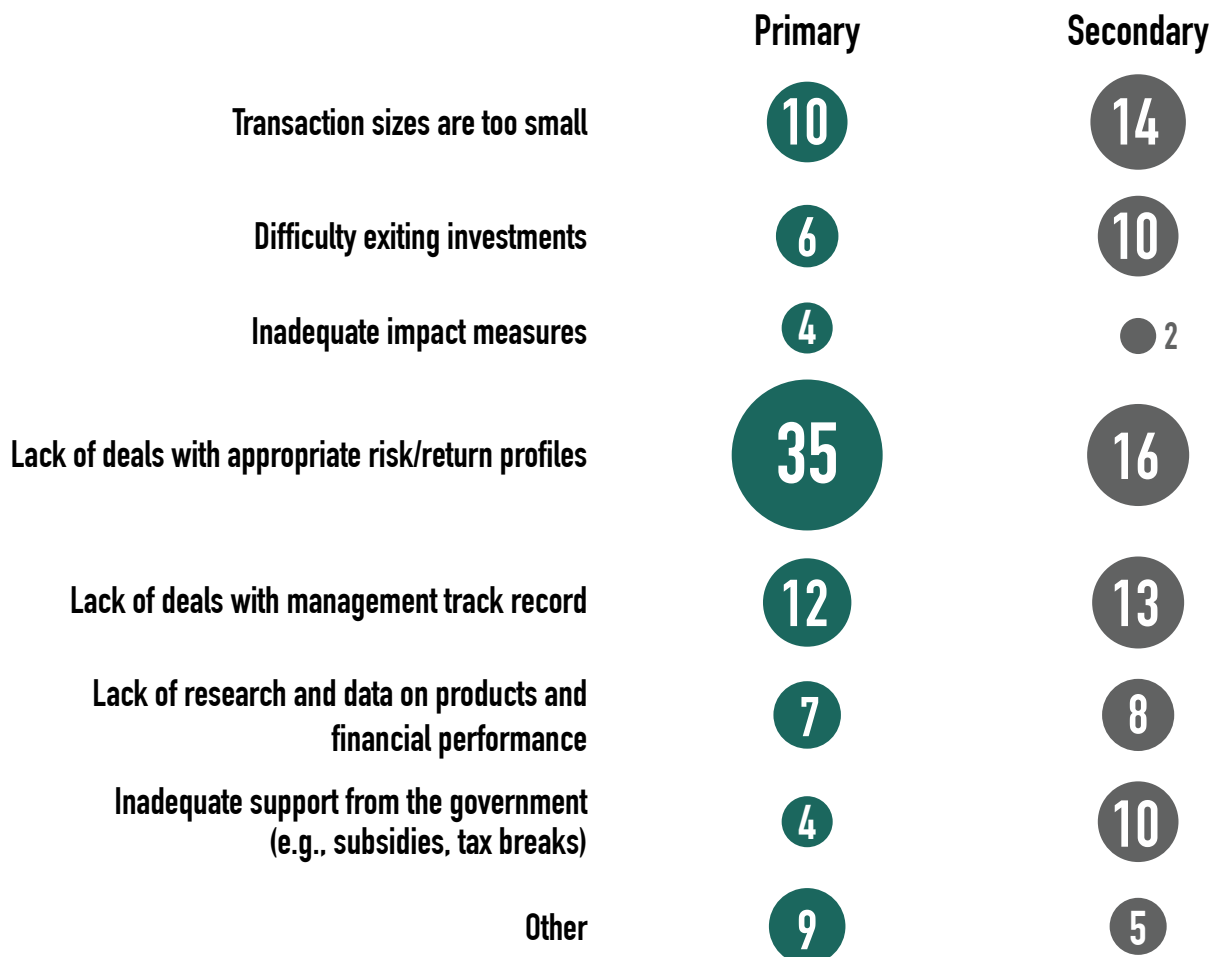 Primary Secondary
Transaction sizes are too small 10 14
Difficulty exiting investments 6 10
Inadequate impact measures 4 2
Lack of deals with appropriate risk/return profiles 35 16
Lack of deals with management track record 12 13
Lack of research and data on products and
financial performance 7 8
Inadequate support from the government
(e.g., subsidies, tax breaks) 4 10
Other 9 5